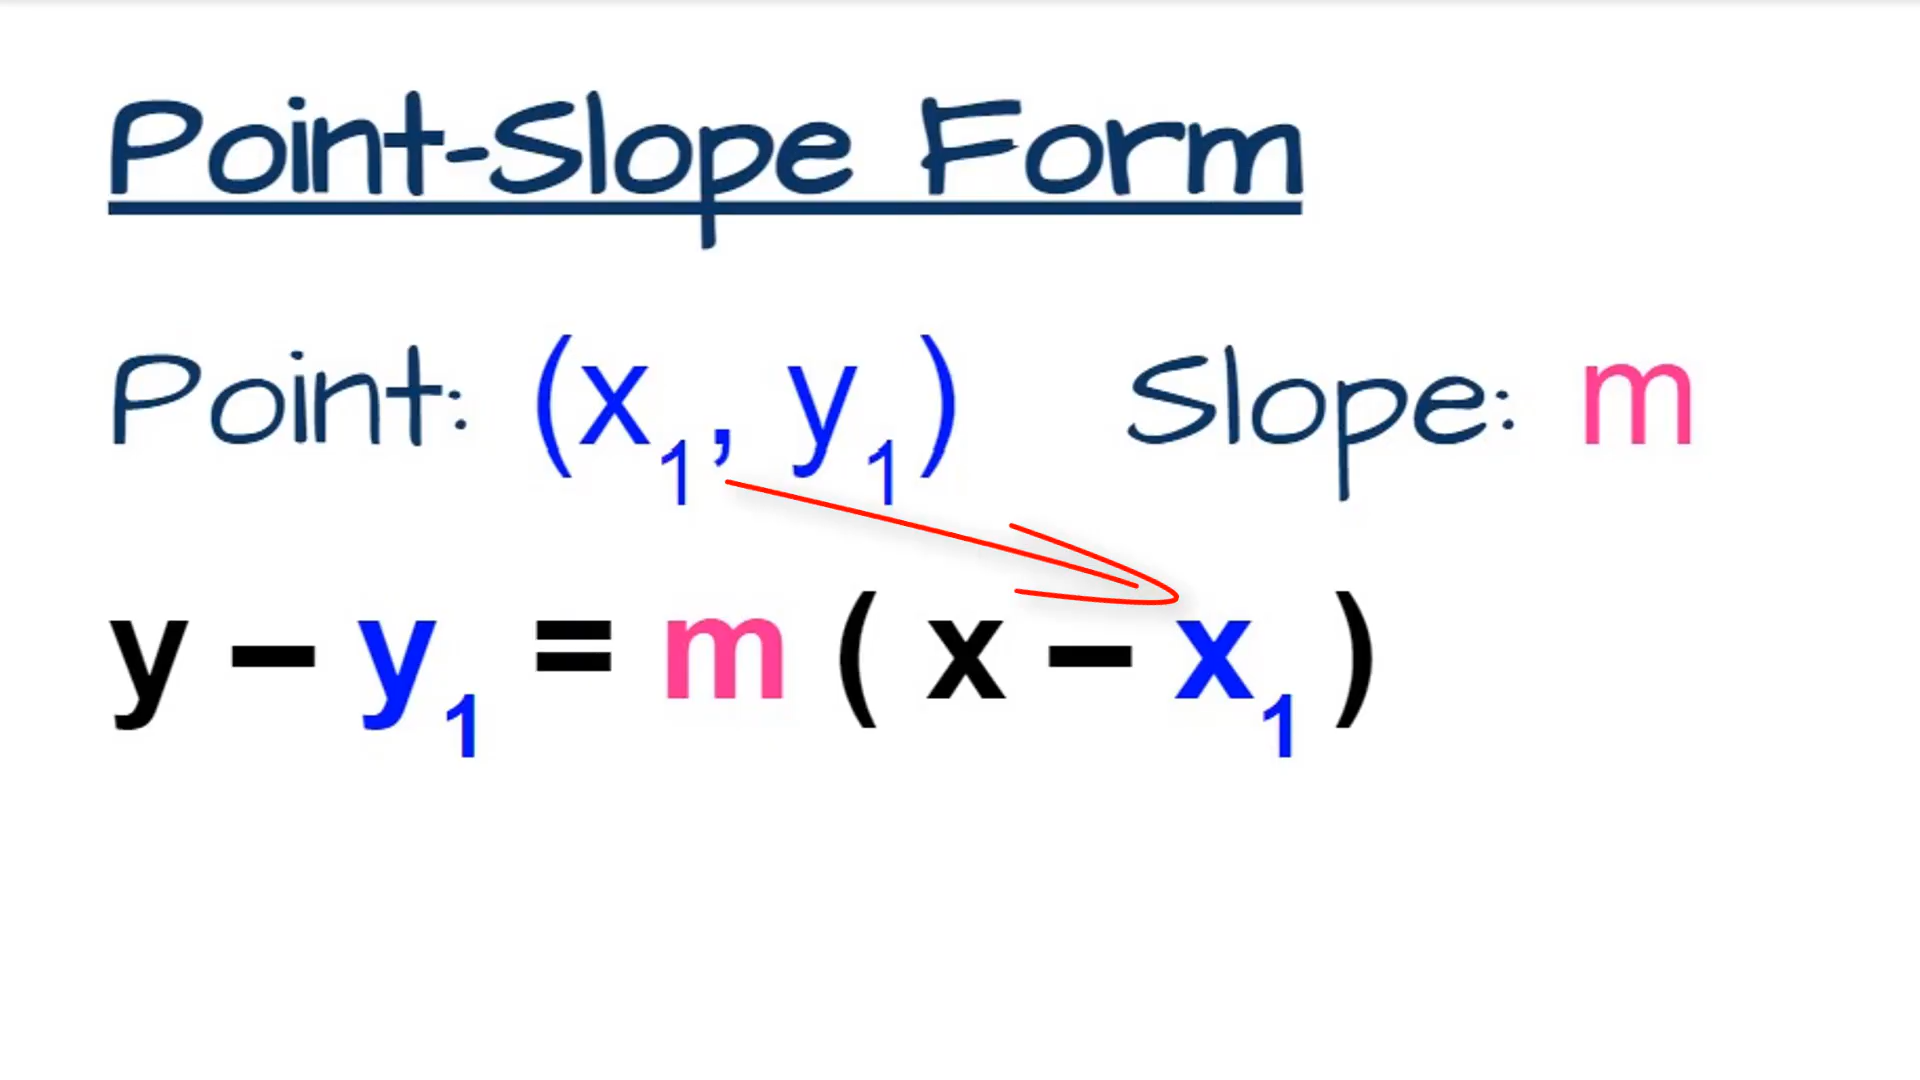 Point-Slope Form
Point: (x₁, y₁) Slope: m
y – y₁ = m ( x – x₁ )